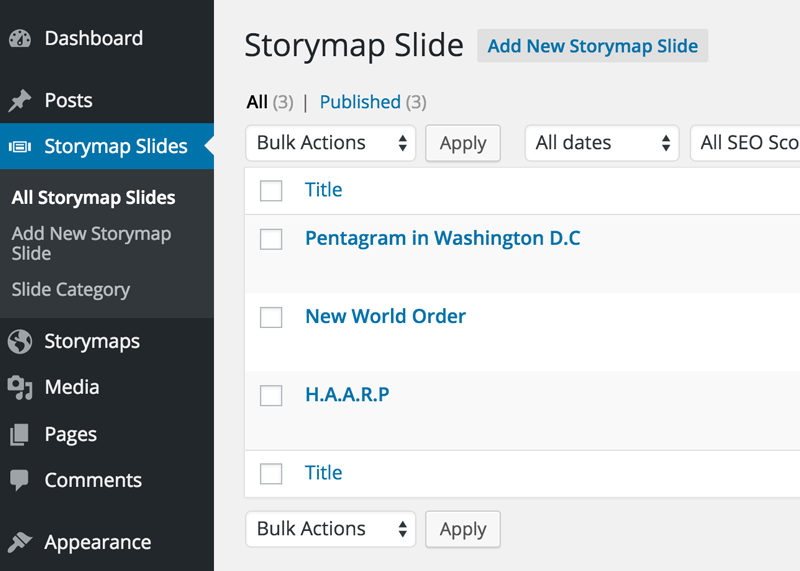 Dashboard
Posts
Storymap Slides
All Storymap Slides
Add New Storymap
Slide
Slide Category
Storymaps
Media
Pages
Comments
Appearance
Storymap Slide Add New Storymap Slide
All (3) | Published (3)
Bulk Actions Apply All dates All SEO Sco
Title
Pentagram in Washington D.C
New World Order
H.A.A.R.P
Title
Bulk Actions Apply